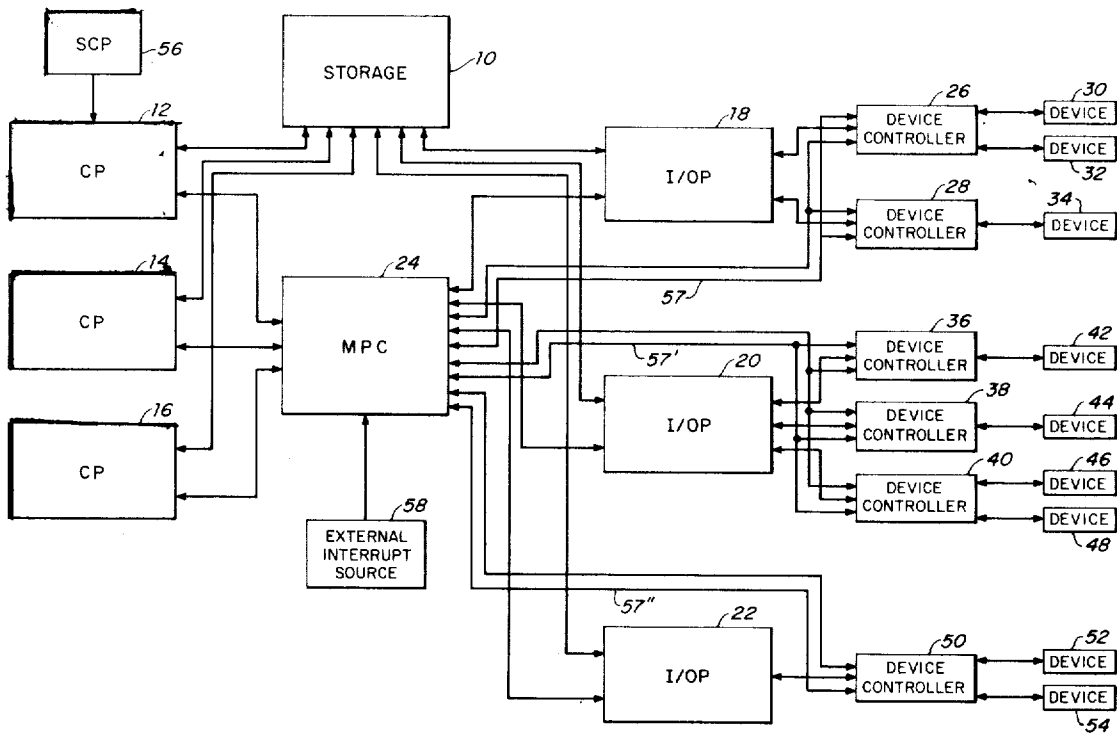 SCP
56
STORAGE
10
12
CP
14
CP
16
CP
24
MPC
58
EXTERNAL
INTERRUPT
SOURCE
18
I/OP
57
57'
20
I/OP
57"
22
I/OP
26
DEVICE
CONTROLLER
30
DEVICE
DEVICE
32
28
DEVICE
CONTROLLER
34
DEVICE
36
DEVICE
CONTROLLER
42
DEVICE
38
DEVICE
CONTROLLER
44
DEVICE
40
DEVICE
CONTROLLER
46
DEVICE
DEVICE
48
50
DEVICE
CONTROLLER
52
DEVICE
DEVICE
54